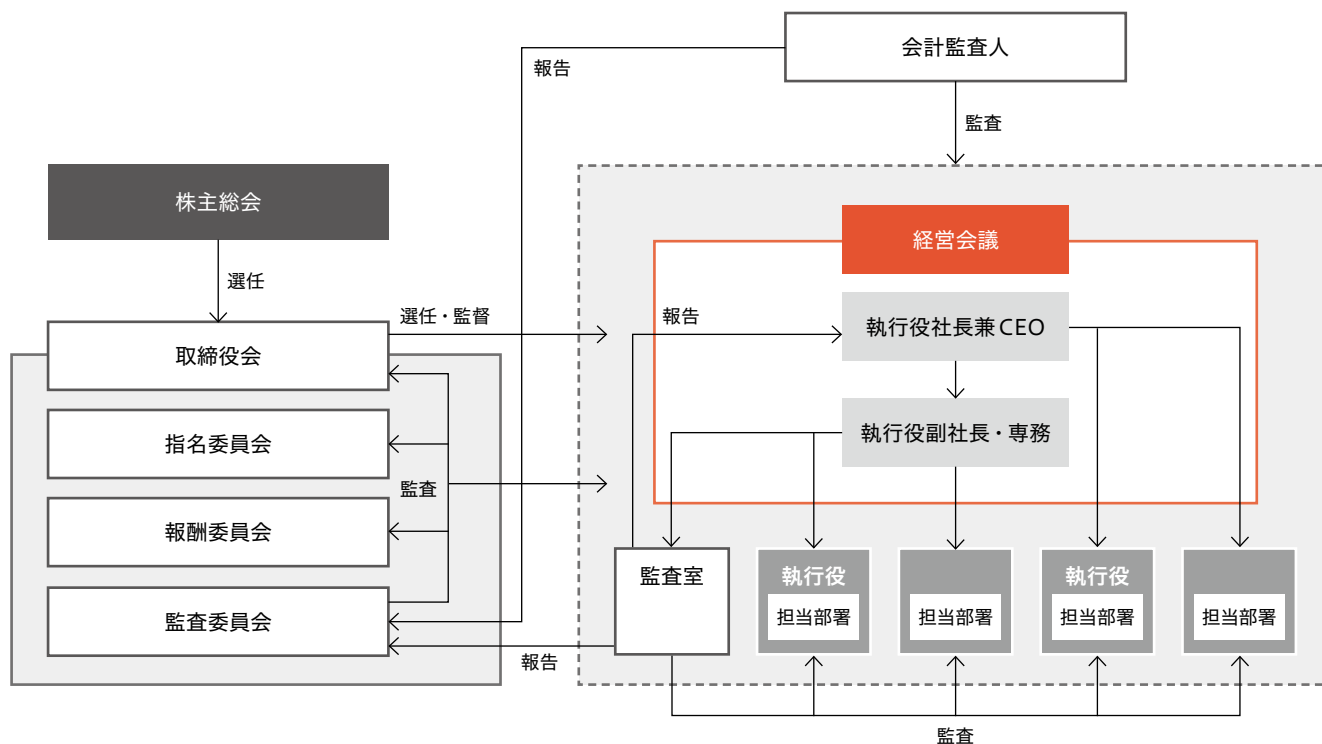 会計監査人
報告
監査
株主総会
経営会議
選任
選任・監督
報告
執行役社長兼CEO
取締役会
執行役副社長・専務
指名委員会
監査
報酬委員会
監査室
執行役
執行役
担当部署
担当部署
担当部署
担当部署
監査委員会
報告
監査